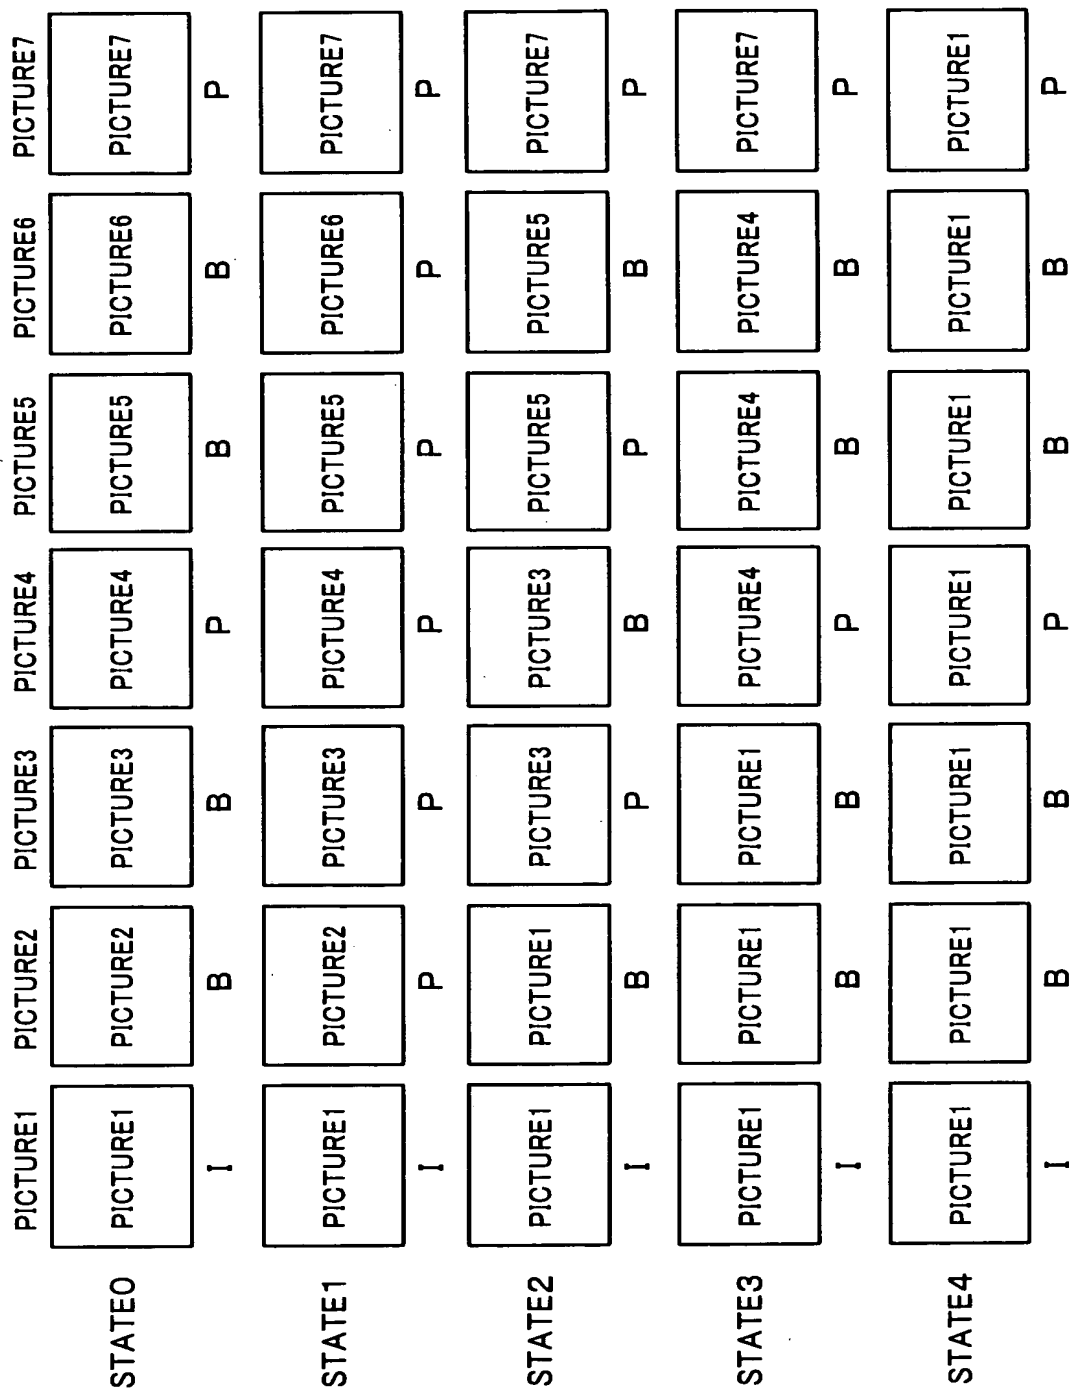 PICTURE1 PICTURE2 PICTURE3 PICTURE4 PICTURE5 PICTURE6 PICTURE7
STATE0 PICTURE1 PICTURE2 PICTURE3 PICTURE4 PICTURE5 PICTURE6 PICTURE7
I B B P B B P
STATE1 PICTURE1 PICTURE2 PICTURE3 PICTURE4 PICTURE5 PICTURE6 PICTURE7
I P P P P P P
STATE2 PICTURE1 PICTURE1 PICTURE3 PICTURE3 PICTURE5 PICTURE5 PICTURE7
I B P B P B P
STATE3 PICTURE1 PICTURE1 PICTURE1 PICTURE4 PICTURE4 PICTURE4 PICTURE7
I B B P B B P
STATE4 PICTURE1 PICTURE1 PICTURE1 PICTURE1 PICTURE1 PICTURE1 PICTURE1
I B B P B B P